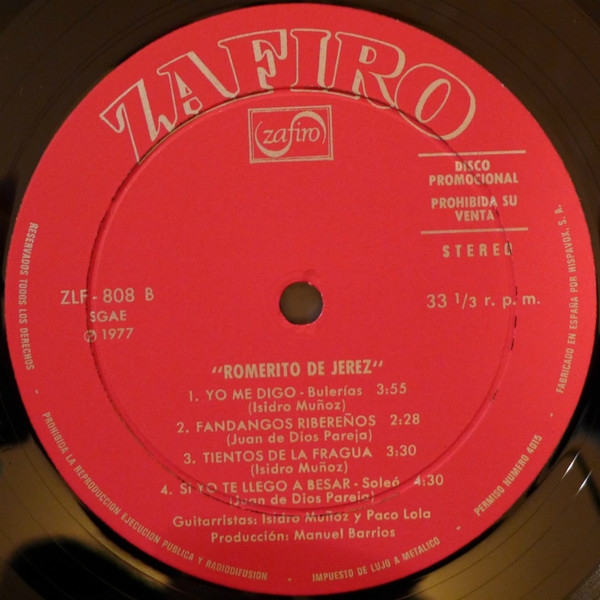 ZAFIRO
zafiro
DISCO
PROMOCIONAL
PROHIBIDA SU
VENTA
STEREO
ZLF - 808 B
SGAE
℗ 1977
33 1/3 r. p. m.
"ROMERITO DE JEREZ"
1. YO ME DIGO - Bulerías 3:55
(Isidro Muñoz)
2. FANDANGOS RIBEREÑOS 2:28
(Juan de Dios Pareja)
3. TIENTOS DE LA FRAGUA 3:30
(Isidro Muñoz)
4. SI YO TE LLEGO A BESAR - Soleá 4:30
(Juan de Dios Pareja)
Guitarristas: Isidro Muñoz y Paco Lola
Producción: Manuel Barrios
RESERVADOS TODOS LOS DERECHOS
PROHIBIDA LA REPRODUCCION EJECUCION PUBLICA Y RADIODIFUSION
IMPUESTO DE LUJO A METALICO
PERMISO NUMERO 4015
FABRICADO EN ESPAÑA POR HISPAVOX, S. A.